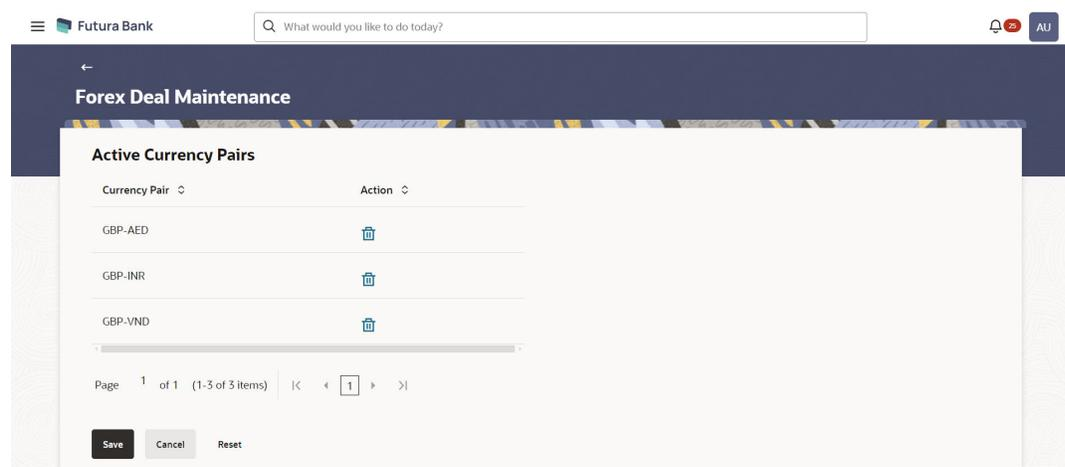 Futura Bank
What would you like to do today?
25
AU
Forex Deal Maintenance
Active Currency Pairs
Currency Pair Action
GBP-AED
GBP-INR
GBP-VND
Page 1 of 1 (1-3 of 3 items) 1
Save Cancel Reset